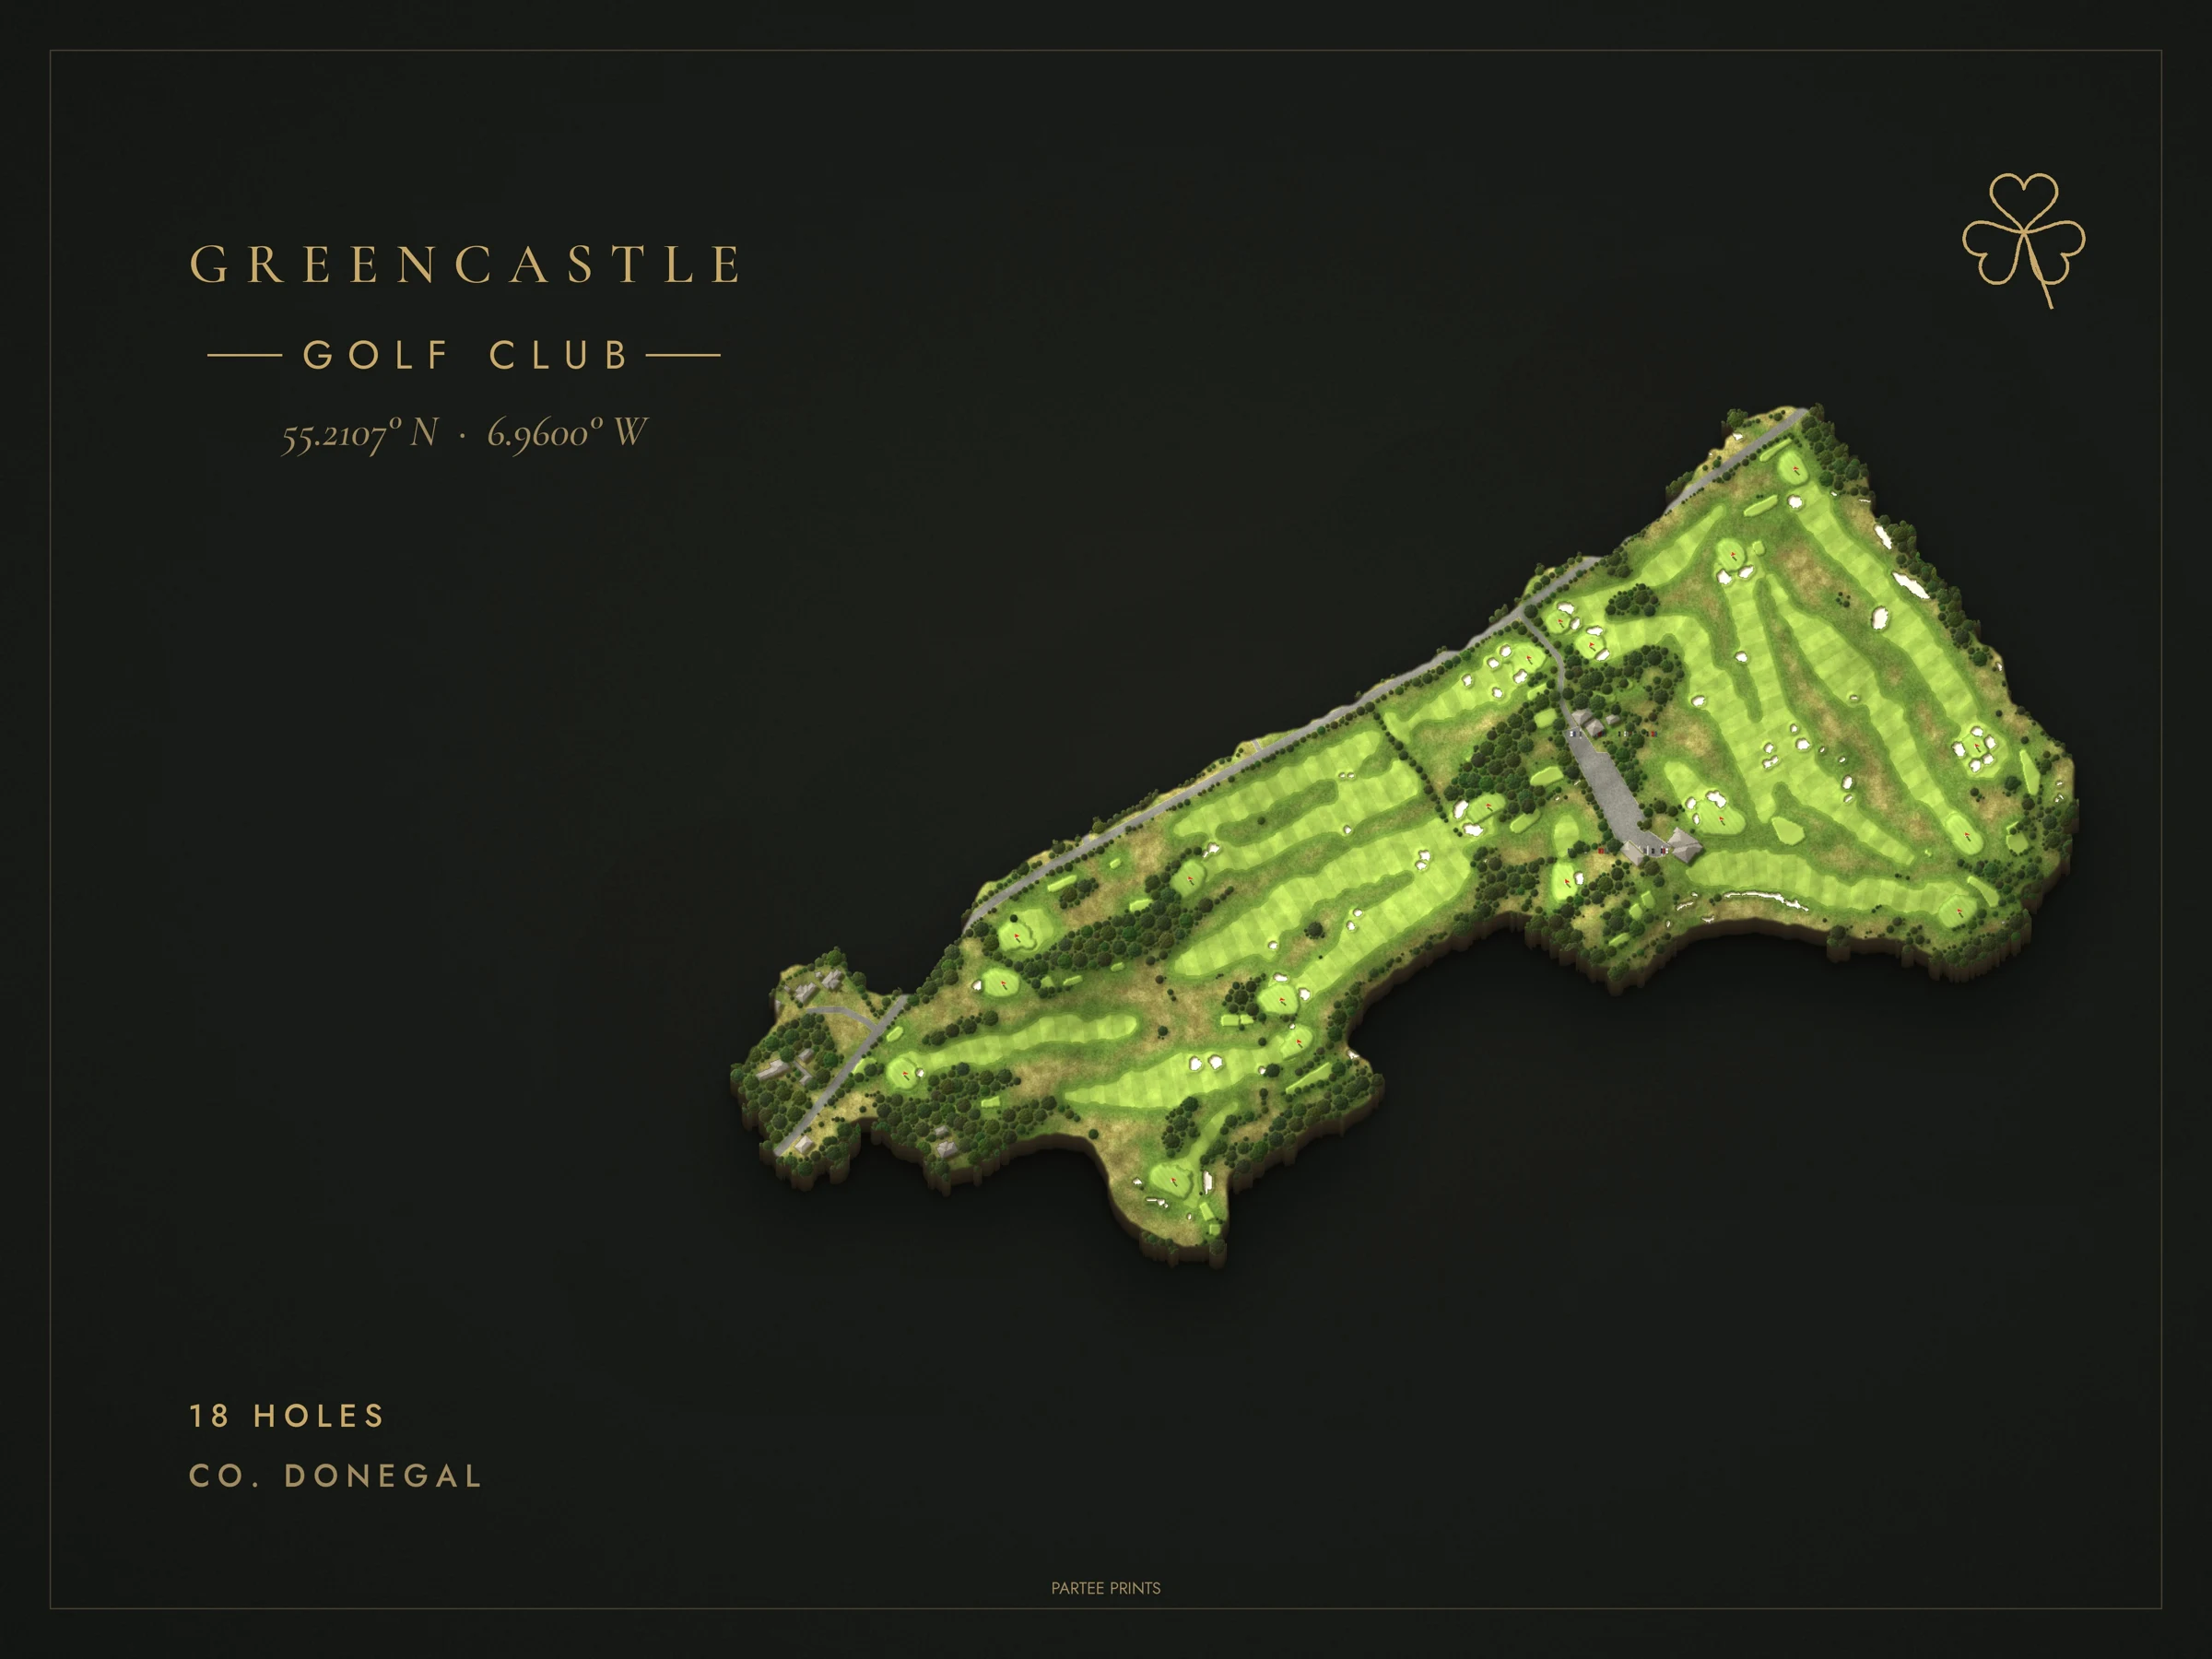 GREENCASTLE
GOLF CLUB
55.2107° N · 6.9600° W
18 HOLES
CO. DONEGAL
PARTEE PRINTS